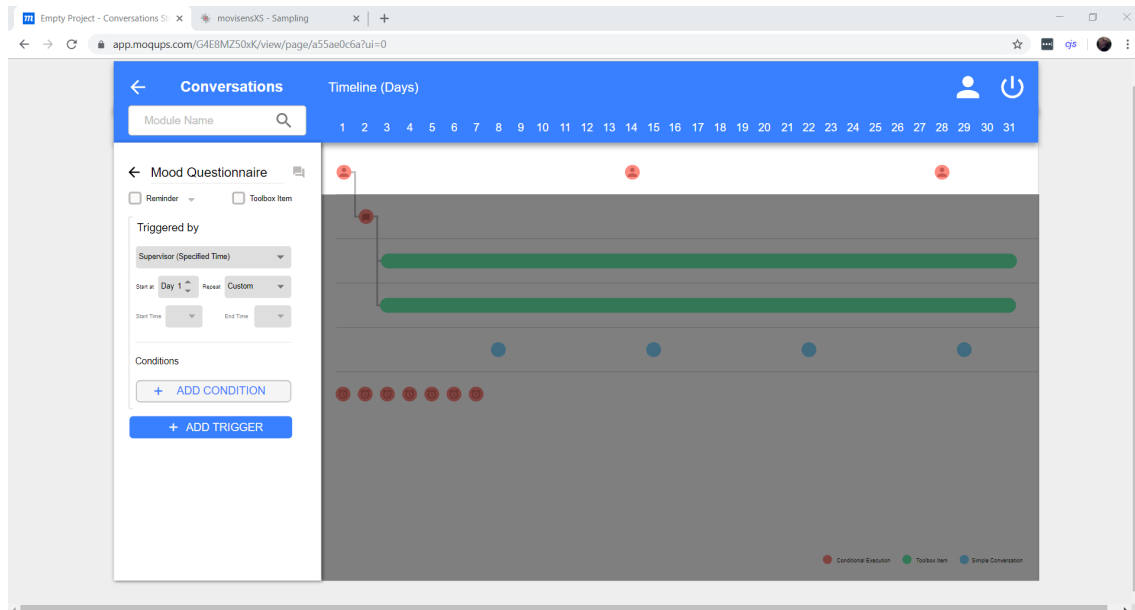 Empty Project - Conversations St
movisensXS - Sampling
app.moqups.com/G4E8MZ50xK/view/page/a55ae0c6a?ui=0
cjs
Conversations
Timeline (Days)
Module Name
1 2 3 4 5 6 7 8 9 10 11 12 13 14 15 16 17 18 19 20 21 22 23 24 25 26 27 28 29 30 31
Mood Questionnaire
Reminder
Toolbox Item
Triggered by
Supervisor (Specified Time)
Start at Day 1 Repeat Custom
Start Time End Time
Conditions
+ ADD CONDITION
+ ADD TRIGGER
Conditional Execution Toolbox Item Simple Conversation